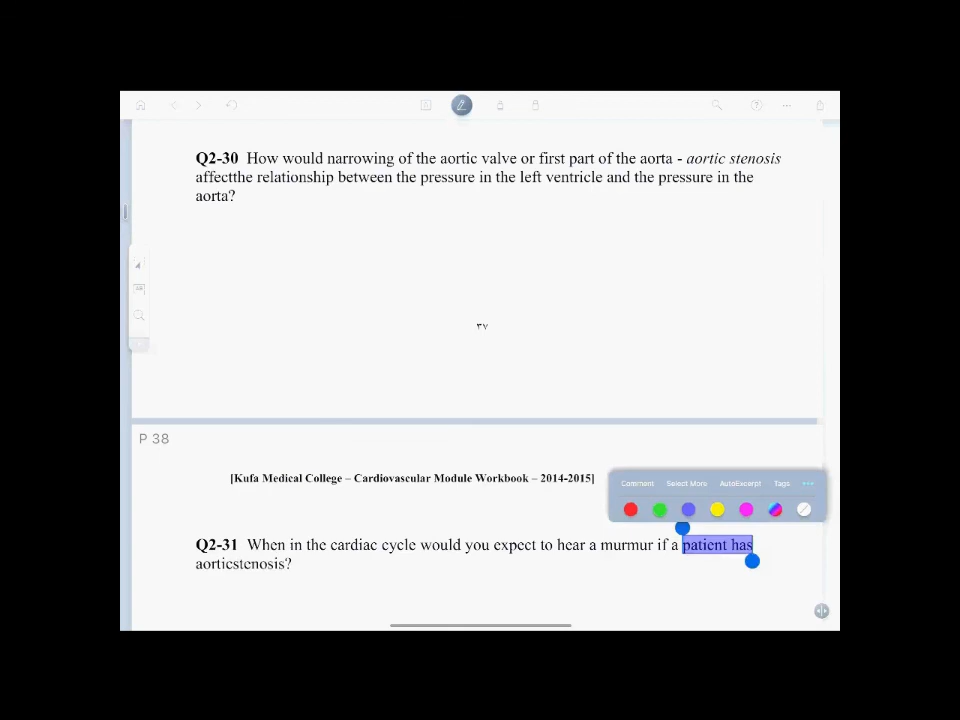 Q2-30 How would narrowing of the aortic valve or first part of the aorta - aortic stenosis
affectthe relationship between the pressure in the left ventricle and the pressure in the
aorta?
٣٧
P 38
[Kufa Medical College – Cardiovascular Module Workbook – 2014-2015]
Comment Select More AutoExcerpt Tags
Q2-31 When in the cardiac cycle would you expect to hear a murmur if a patient has
aorticstenosis?